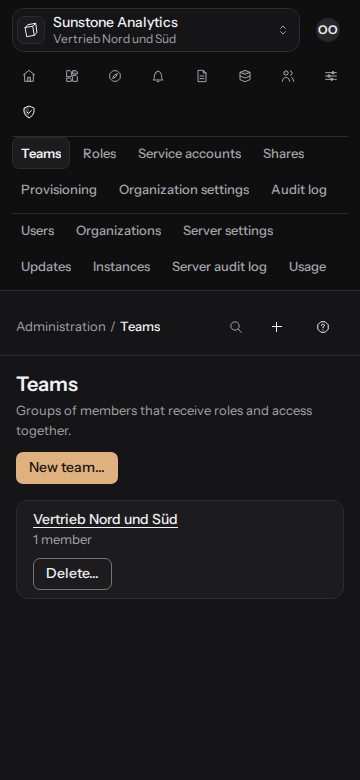 Sunstone Analytics
Vertrieb Nord und Süd
OO
Teams Roles Service accounts Shares
Provisioning Organization settings Audit log
Users Organizations Server settings
Updates Instances Server audit log Usage
Administration / Teams
Teams
Groups of members that receive roles and access
together.
New team...
Vertrieb Nord und Süd
1 member
Delete...